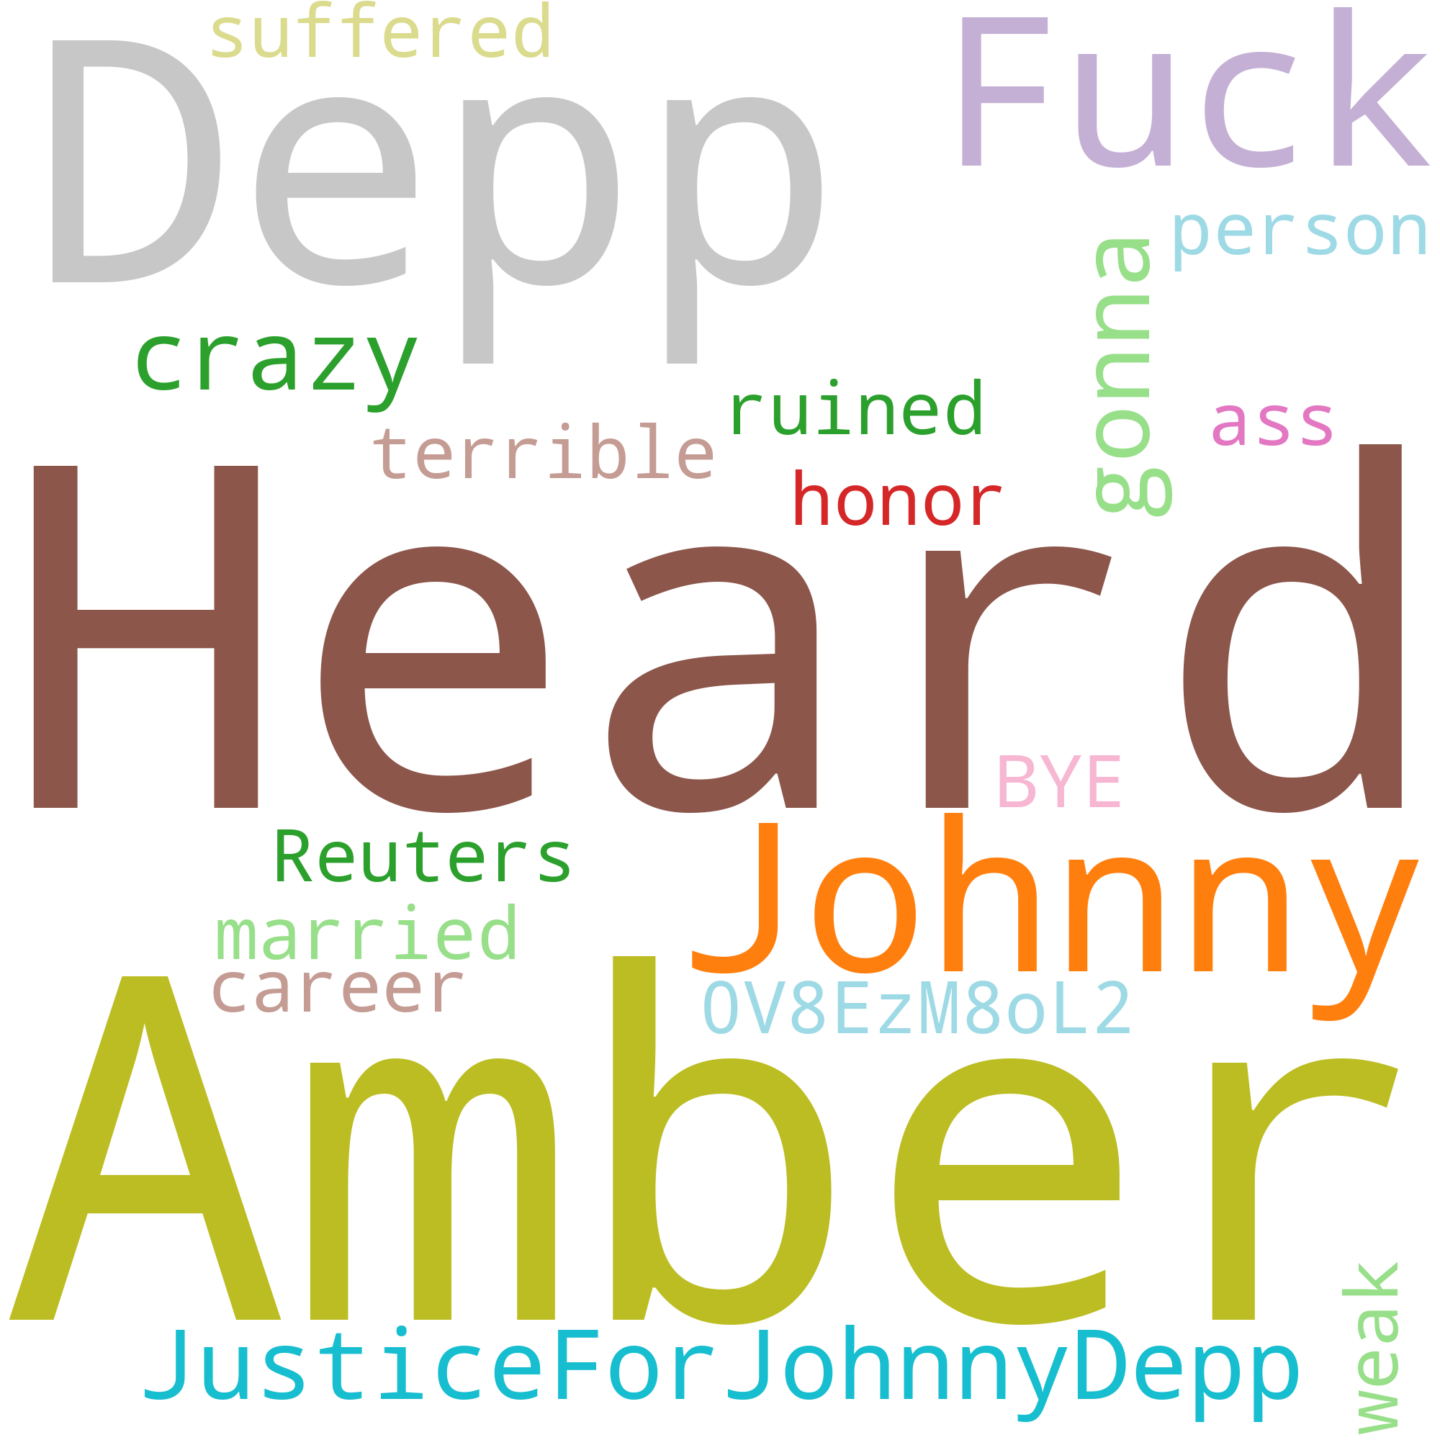 suffered
Depp
Fuck
person
gonna
crazy
ruined
ass
terrible
honor
Heard
BYE
Reuters
Johnny
married
career
OV8EzM8oL2
Amber
weak
JusticeForJohnnyDepp